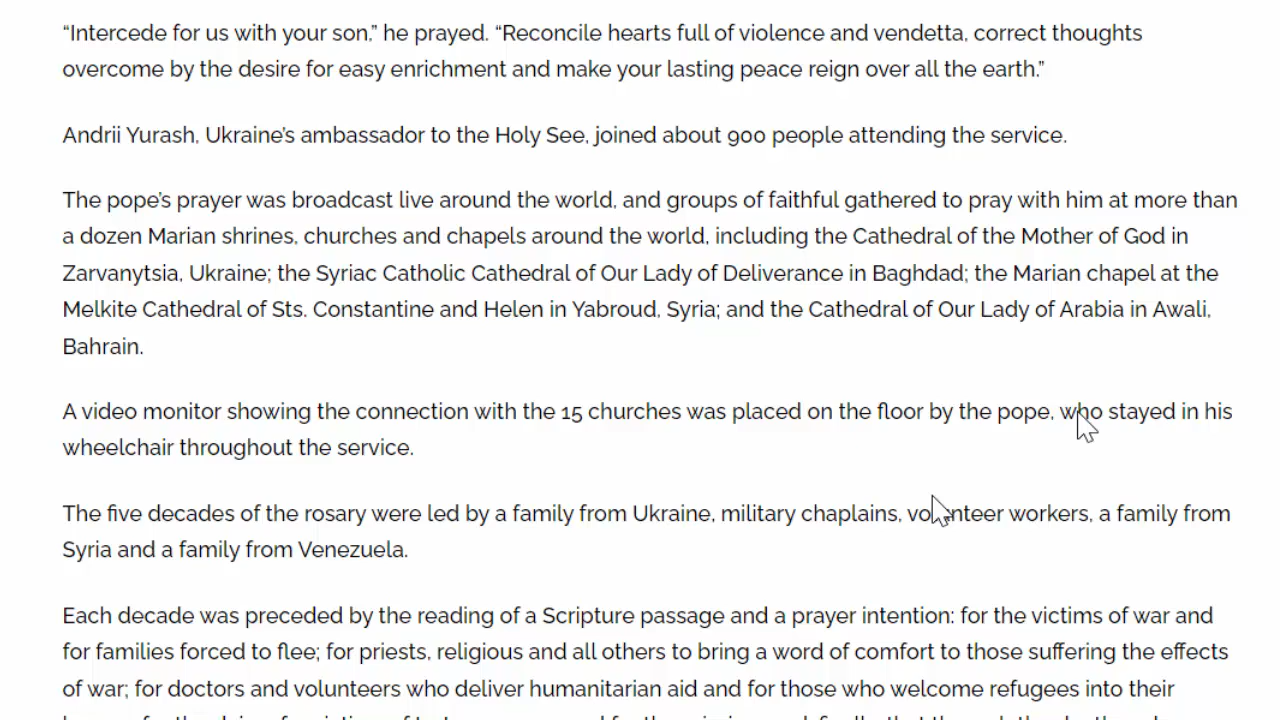 “Intercede for us with your son,” he prayed. “Reconcile hearts full of violence and vendetta, correct thoughts
overcome by the desire for easy enrichment and make your lasting peace reign over all the earth.”
Andrii Yurash, Ukraine’s ambassador to the Holy See, joined about 900 people attending the service.
The pope’s prayer was broadcast live around the world, and groups of faithful gathered to pray with him at more than
a dozen Marian shrines, churches and chapels around the world, including the Cathedral of the Mother of God in
Zarvanytsia, Ukraine; the Syriac Catholic Cathedral of Our Lady of Deliverance in Baghdad; the Marian chapel at the
Melkite Cathedral of Sts. Constantine and Helen in Yabroud, Syria; and the Cathedral of Our Lady of Arabia in Awali,
Bahrain.
A video monitor showing the connection with the 15 churches was placed on the floor by the pope, who stayed in his
wheelchair throughout the service.
The five decades of the rosary were led by a family from Ukraine, military chaplains, volunteer workers, a family from
Syria and a family from Venezuela.
Each decade was preceded by the reading of a Scripture passage and a prayer intention: for the victims of war and
for families forced to flee; for priests, religious and all others to bring a word of comfort to those suffering the effects
of war; for doctors and volunteers who deliver humanitarian aid and for those who welcome refugees into their